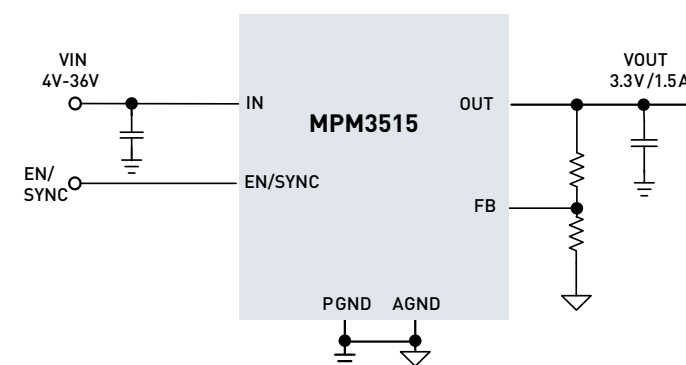 VIN
4V-36V
VOUT
3.3V/1.5A
IN
OUT
MPM3515
EN/
SYNC
EN/SYNC
FB
PGND
AGND